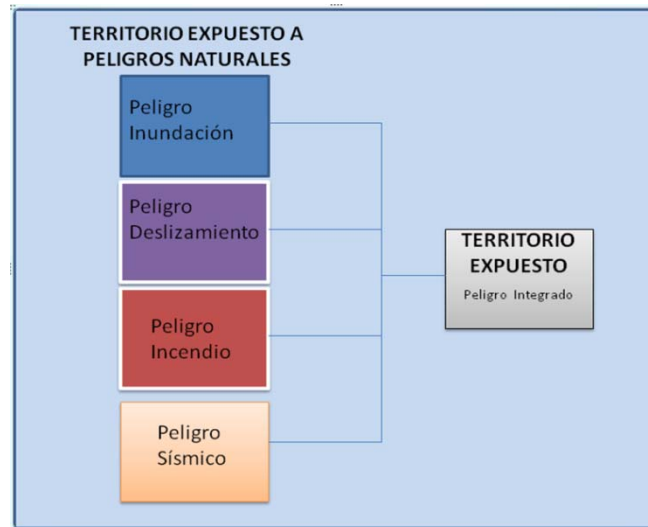 TERRITORIO EXPUESTO A
PELIGROS NATURALES
Peligro
Inundación
Peligro
Deslizamiento
Peligro
Incendio
Peligro
Sísmico
TERRITORIO
EXPUESTO
Peligro Integrado